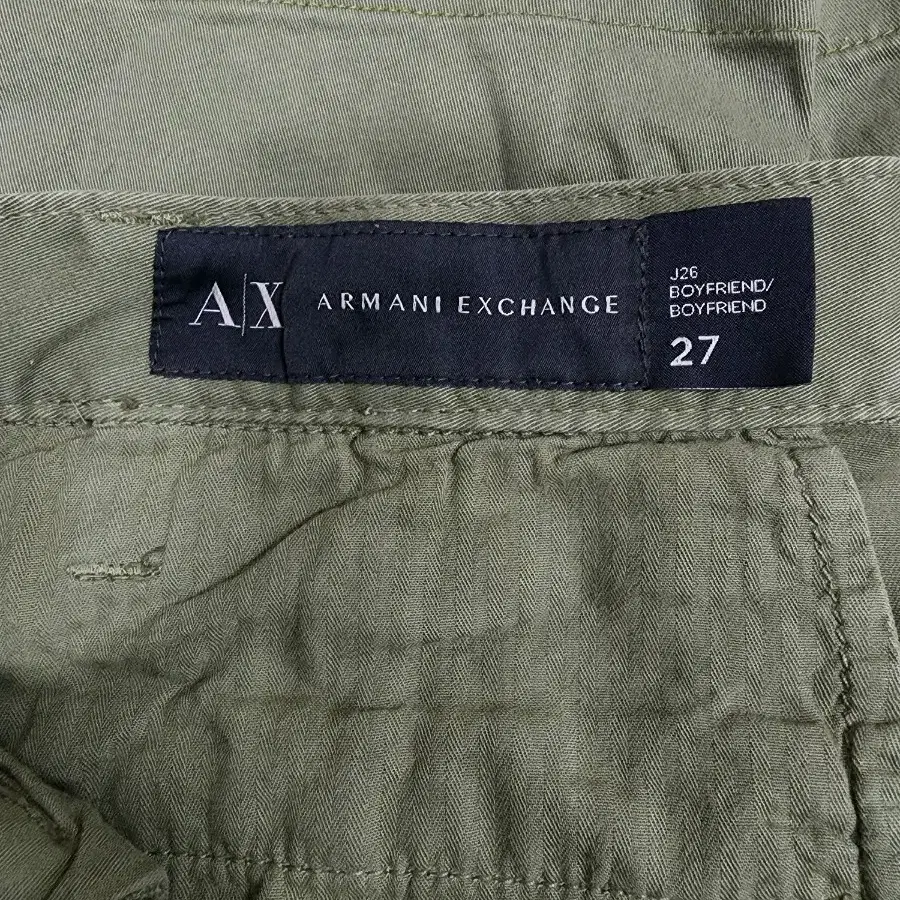 A|X ARMANI EXCHANGE
J26
BOYFRIEND/
BOYFRIEND
27